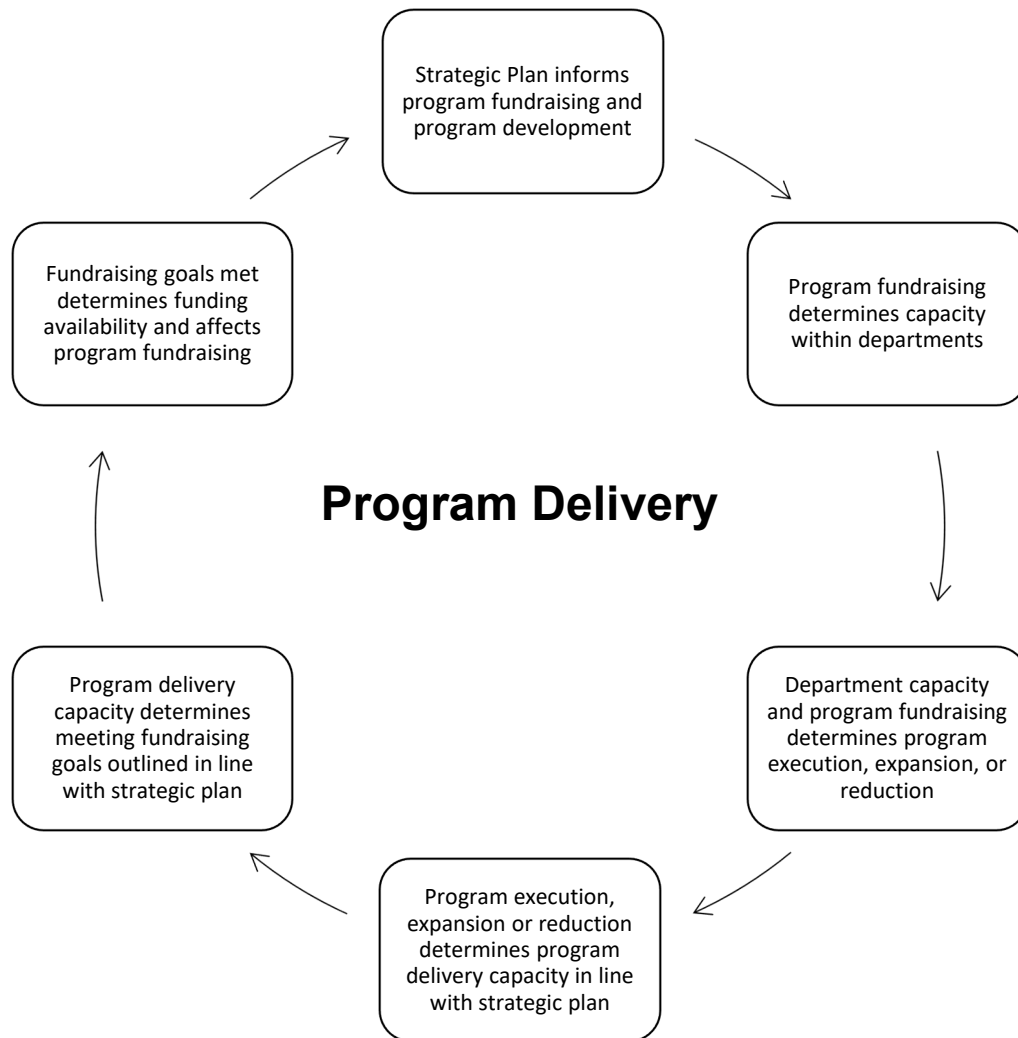 Strategic Plan informs
program fundraising and
program development
Program fundraising
determines capacity
within departments
Department capacity
and program fundraising
determines program
execution, expansion, or
reduction
Program execution,
expansion or reduction
determines program
delivery capacity in line
with strategic plan
Program delivery
capacity determines
meeting fundraising
goals outlined in line
with strategic plan
Fundraising goals met
determines funding
availability and affects
program fundraising
Program Delivery